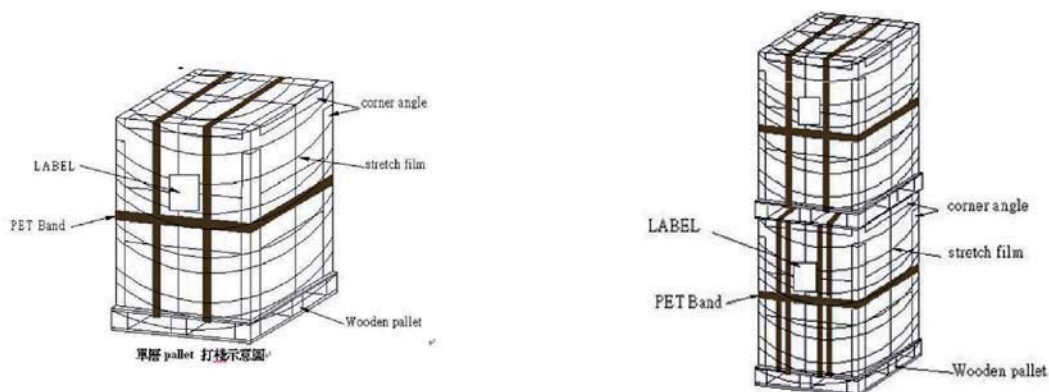 corner angle
LABEL
stretch film
PET Band
Wooden pallet
單層 pallet 打棧示意圖
corner angle
LABEL
stretch film
PET Band
Wooden pallet